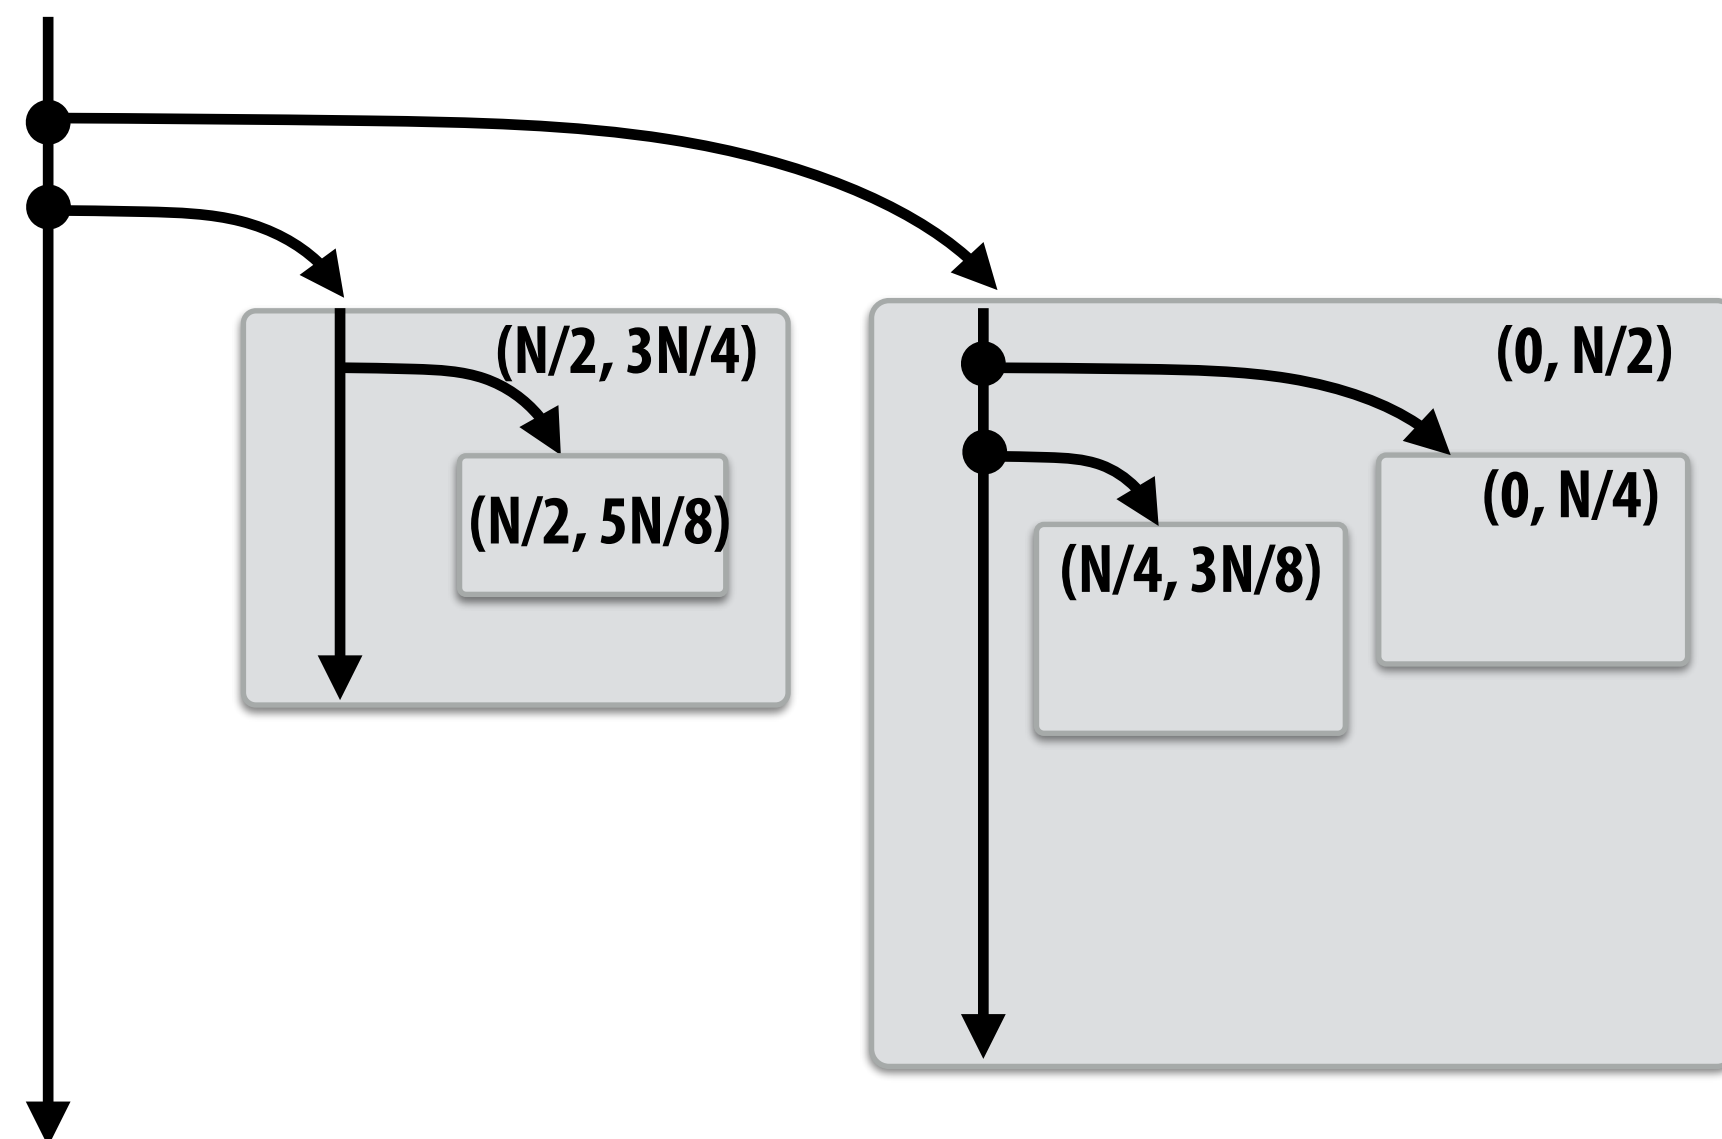 (N/2, 3N/4)
(0, N/2)
(N/2, 5N/8)
(0, N/4)
(N/4, 3N/8)